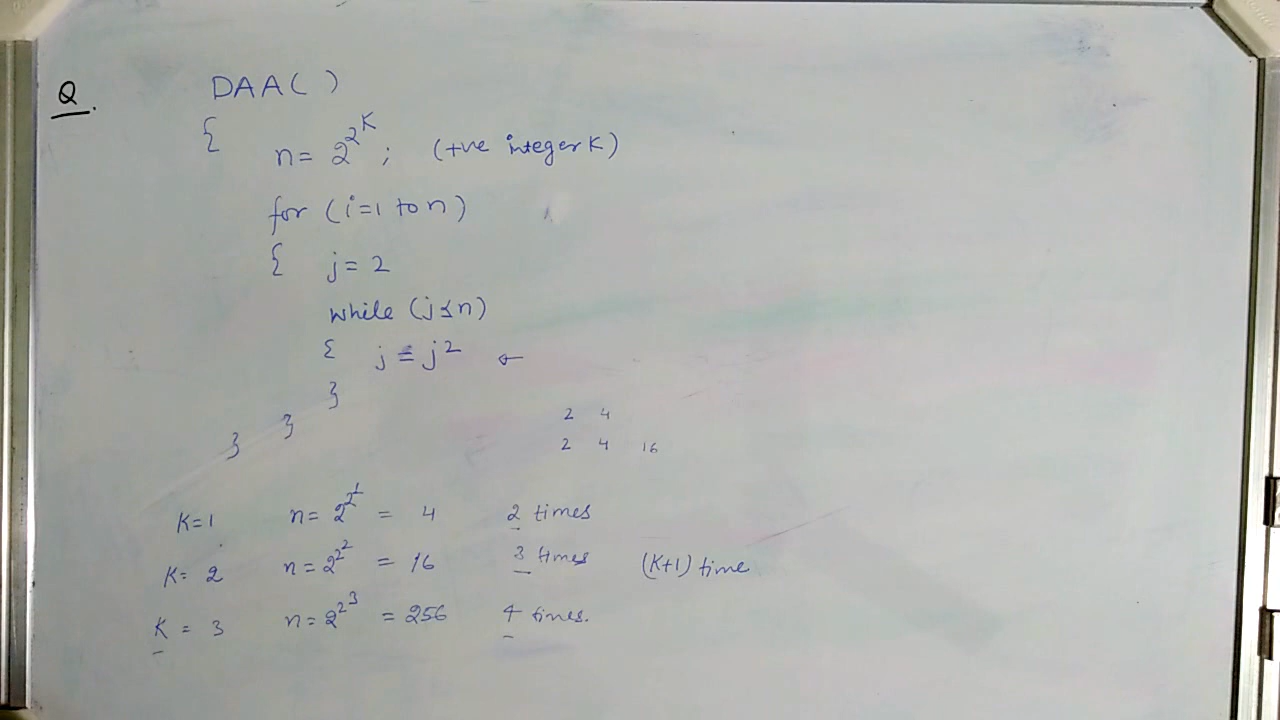 Q. DAA( )
{
n = 2^2^K ; (+ve integer K)
for (i=1 to n)
{ j = 2
while (j≤n)
{ j = j² ←
}
}
}
2 4
2 4 16
K=1 n = 2^2^1 = 4 2 times
K= 2 n = 2^2^2 = 16 3 times (K+1) time
K = 3 n = 2^2^3 = 256 4 times.